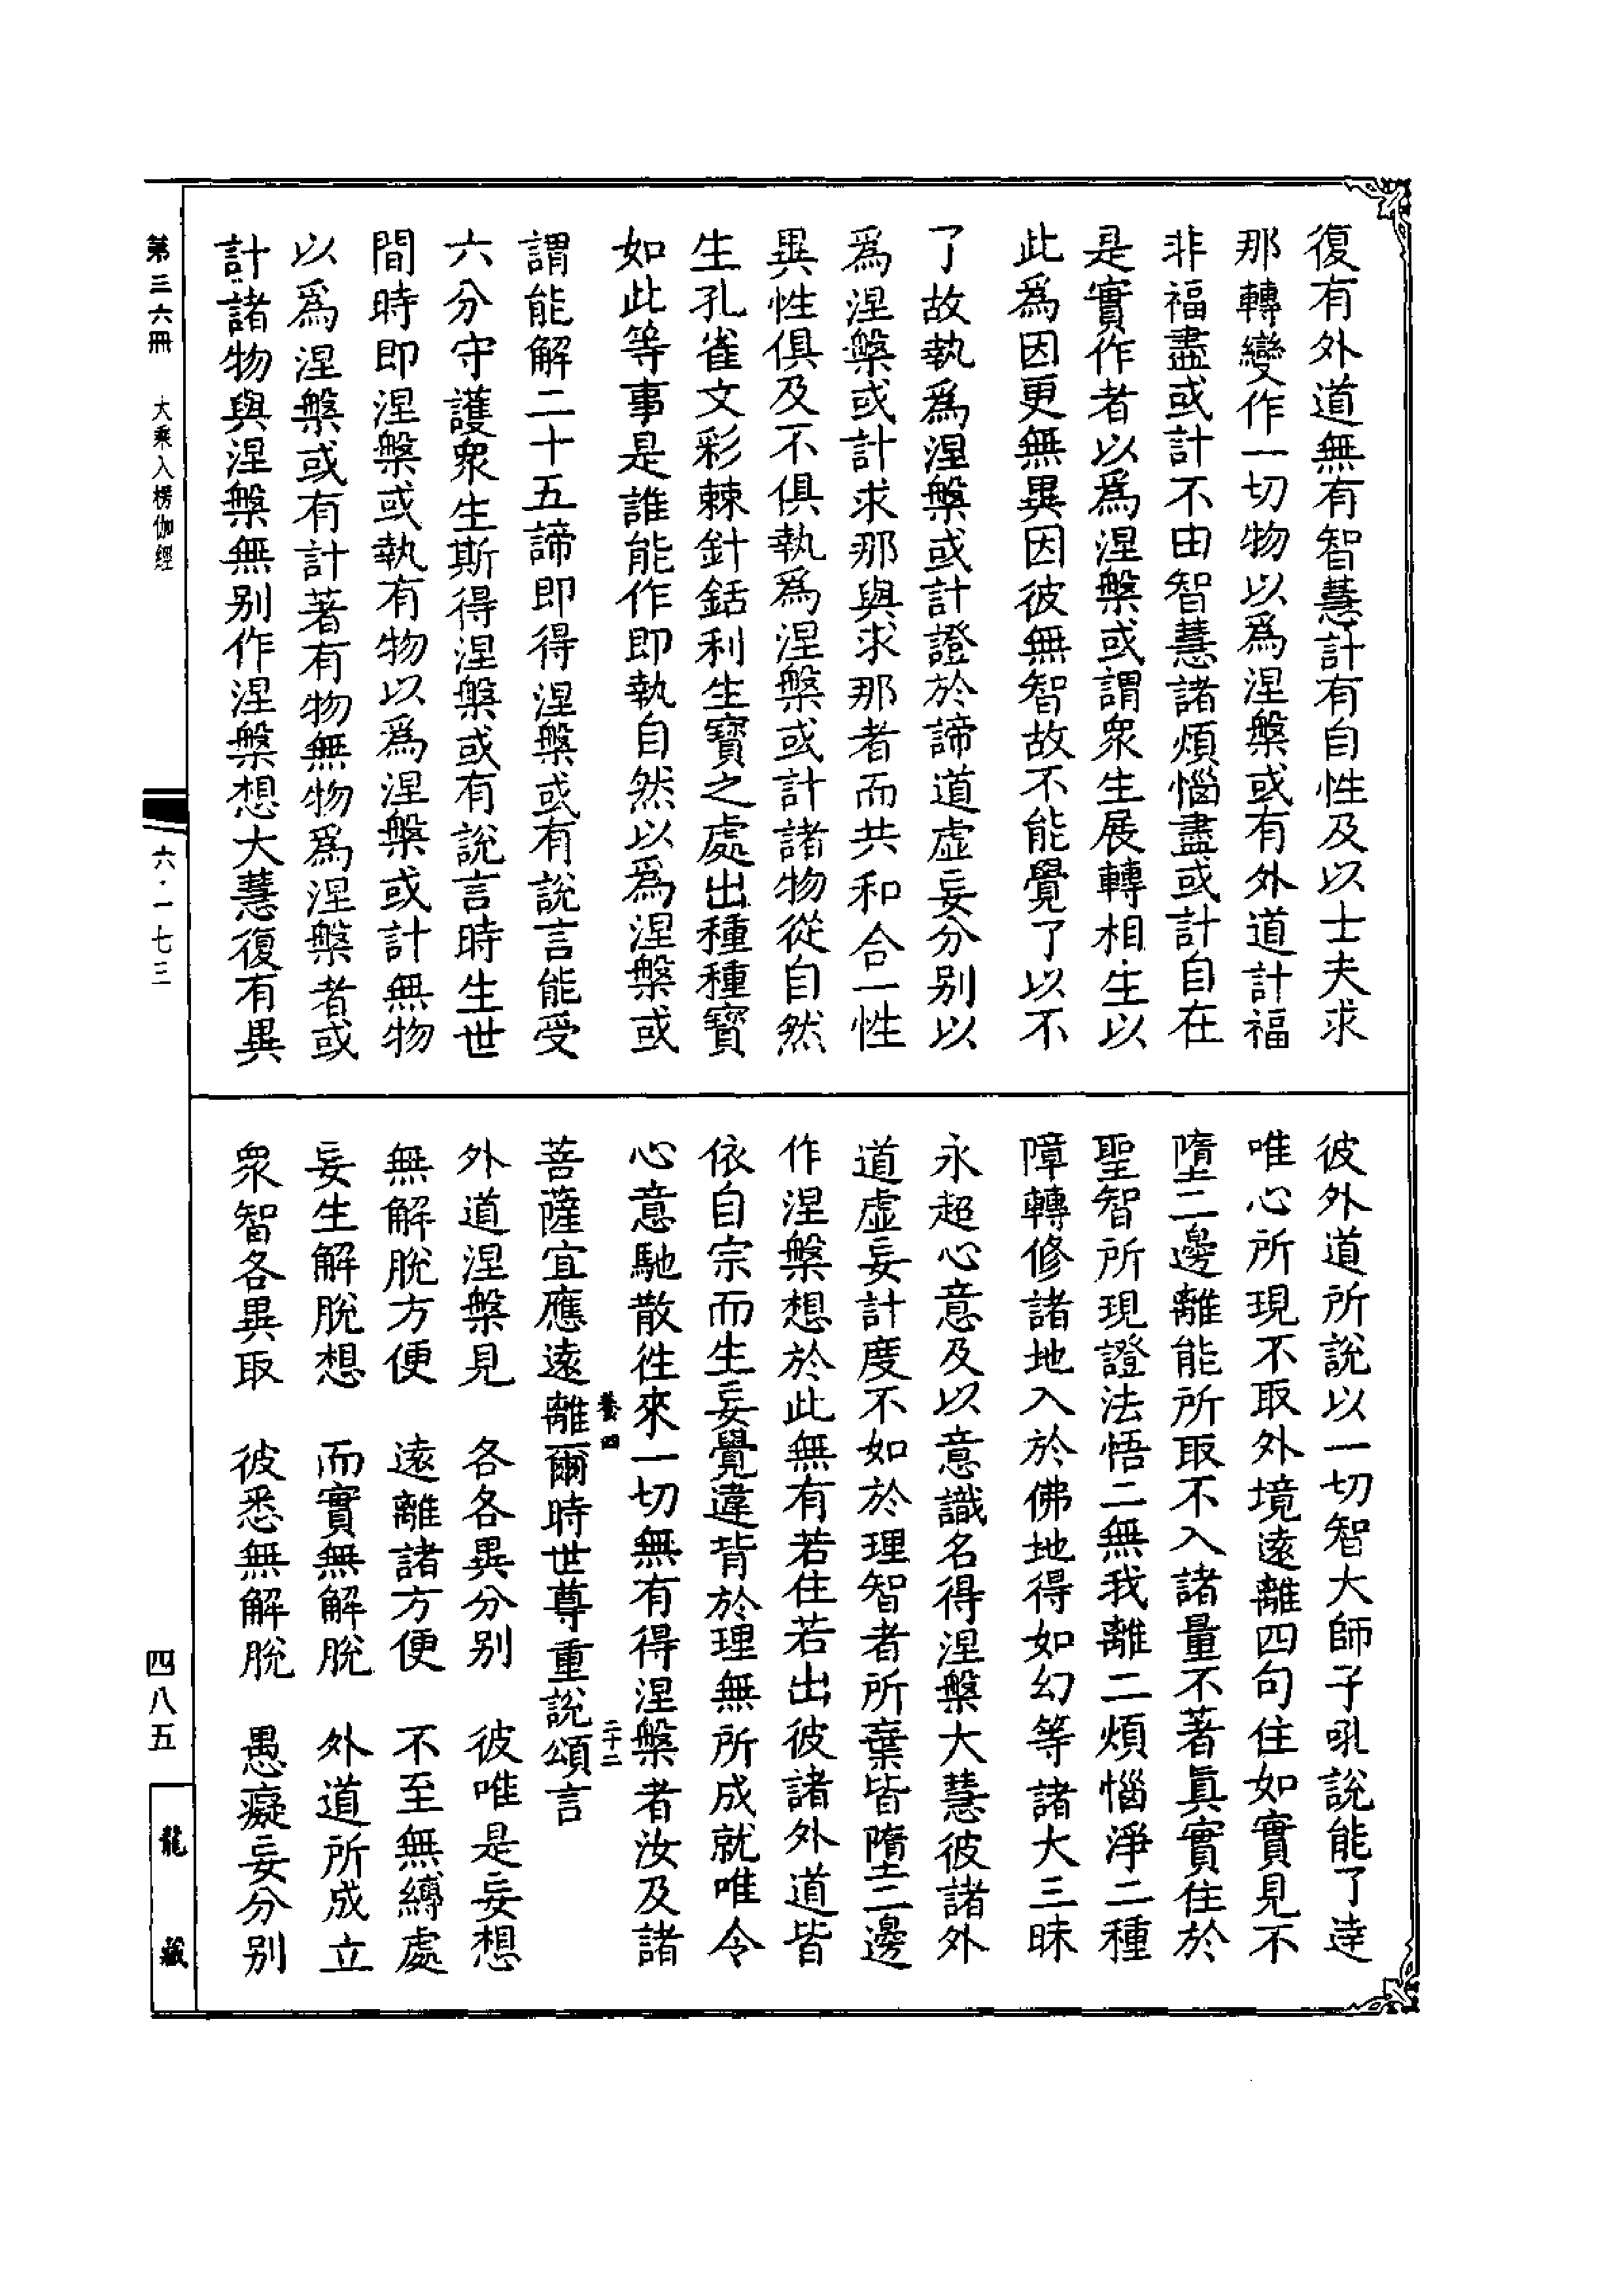 復有外道無有智慧計有自性及以士夫求
那轉變作一切物以爲涅槃或有外道計福
非福盡或計不由智慧諸煩惱盡或計自在
是實作者以爲涅槃或謂衆生展轉相生以
此爲因更無異因彼無智故不能覺了以不
了故執爲涅槃或計證於諦道虛妄分別以
爲涅槃或計求那與求那者而共和合一性
異性俱及不俱執爲涅槃或計諸物從自然
生孔雀文彩棘針銛利生寶之處出種種寶
如此等事是誰能作即執自然以爲涅槃或
謂能解二十五諦即得涅槃或有說言能受
六分守護衆生斯得涅槃或有說言時生世
間時即涅槃或執有物以爲涅槃或計無物
以爲涅槃或有計著有物無物爲涅槃者或
計諸物與涅槃無別作涅槃想大慧復有異
彼外道所說以一切智大師子吼說能了達
唯心所現不取外境遠離四句住如實見不
墮二邊離能所取不入諸量不著眞實住於
聖智所現證法悟二無我離二煩惱淨二種
障轉修諸地入於佛地得如幻等諸大三昧
永超心意及以意識名得涅槃大慧彼諸外
道虛妄計度不如於理智者所棄皆墮二邊
作涅槃想於此無有若住若出彼諸外道皆
依自宗而生妄覺違背於理無所成就唯令
心意馳散徃來一切無有得涅槃者汝及諸
養四　二十二
菩薩宜應遠離爾時世尊重說頌言
外道涅槃見　各各異分別　彼唯是妄想
無解脫方便　遠離諸方便　不至無縛處
妄生解脫想　而實無解脫　外道所成立
衆智各異取　彼悉無解脫　愚癡妄分別
第三六冊　大乘入楞伽經
六·一七三
四八五
龍藏